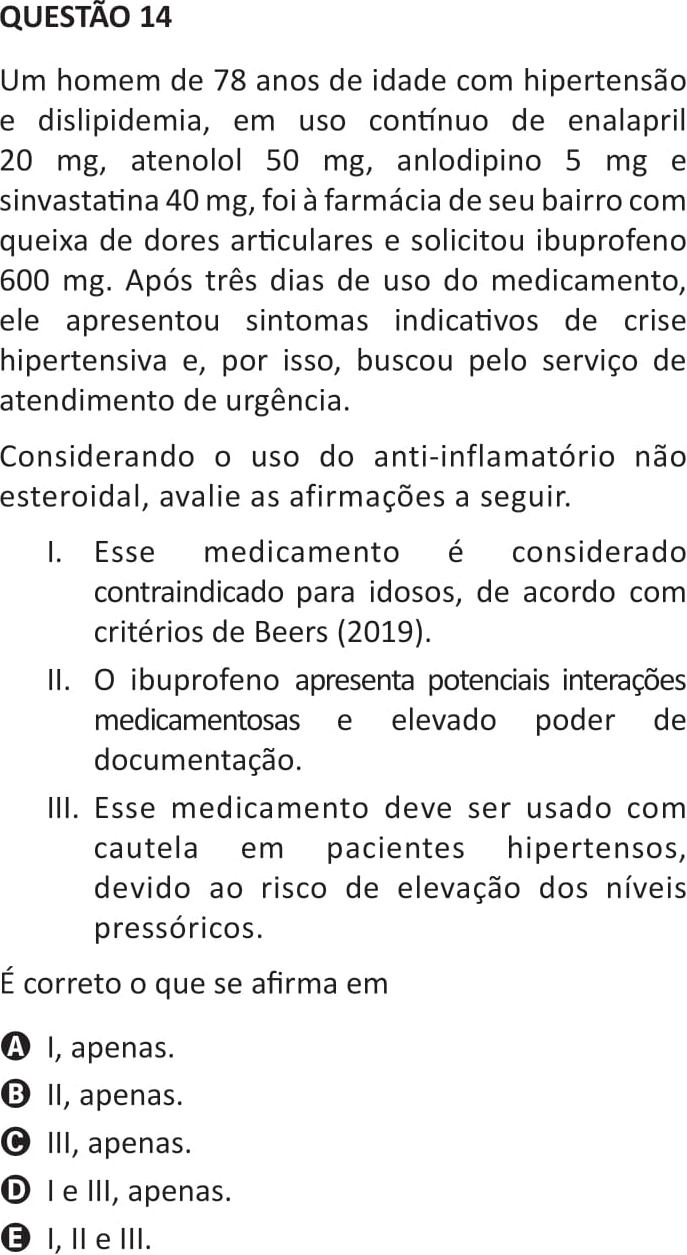 QUESTÃO 14
Um homem de 78 anos de idade com hipertensão
e dislipidemia, em uso contínuo de enalapril
20 mg, atenolol 50 mg, anlodipino 5 mg e
sinvastatina 40 mg, foi à farmácia de seu bairro com
queixa de dores articulares e solicitou ibuprofeno
600 mg. Após três dias de uso do medicamento,
ele apresentou sintomas indicativos de crise
hipertensiva e, por isso, buscou pelo serviço de
atendimento de urgência.
Considerando o uso do anti-inflamatório não
esteroidal, avalie as afirmações a seguir.
I. Esse medicamento é considerado
contraindicado para idosos, de acordo com
critérios de Beers (2019).
II. O ibuprofeno apresenta potenciais interações
medicamentosas e elevado poder de
documentação.
III. Esse medicamento deve ser usado com
cautela em pacientes hipertensos,
devido ao risco de elevação dos níveis
pressóricos.
É correto o que se afirma em
A I, apenas.
B II, apenas.
C III, apenas.
D I e III, apenas.
E I, II e III.